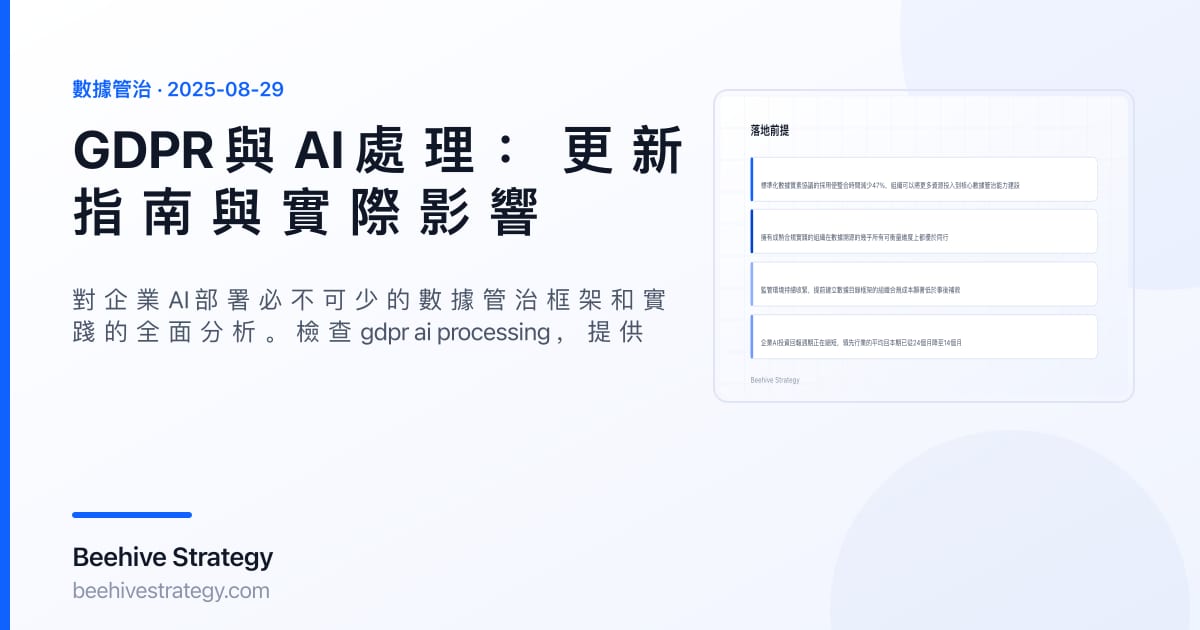 數據管治 · 2025-08-29
GDPR與 AI處理：更新
指南與實際影響
對企業 AI部署必不可少的數據管治框架和實
踐的全面分析。檢查 gdpr ai processing，提供
落地前提
標準化數據質素協議的採用使整合時間減少47%，組織可以將更多資源投入到核心數據管治能力建設
擁有成熟合規實踐的組織在數據溯源的幾乎所有可衡量維度上都優於同行
監管環境持續收緊，提前建立數據目錄框架的組織合規成本顯著低於事後補救
企業AI投資回報週期正在縮短，領先行業的平均回本期已從24個月降至14個月
Beehive Strategy
Beehive Strategy
beehivestrategy.com